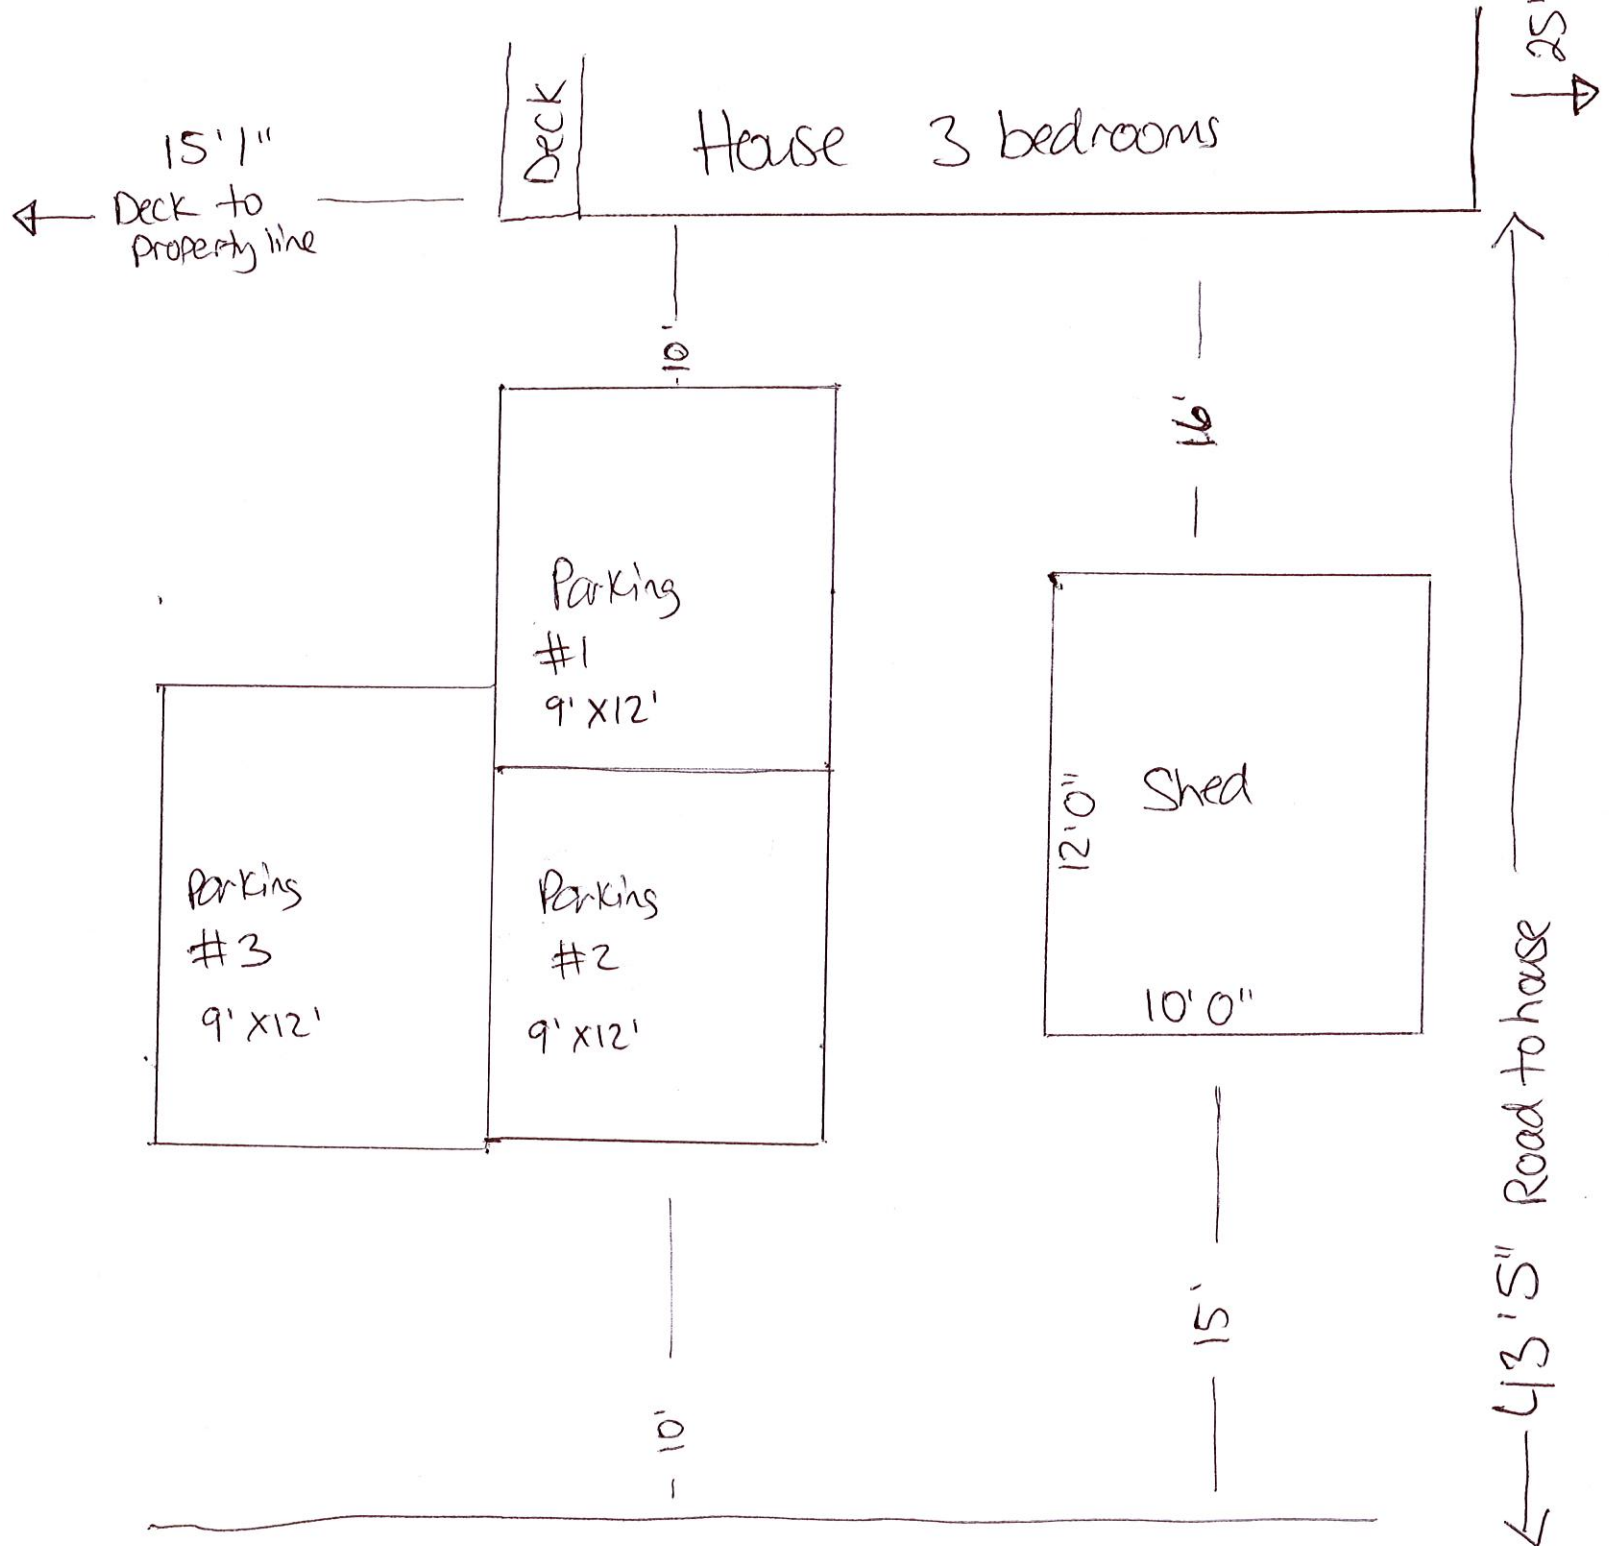 25'
Deck
House 3 bedrooms
15'1"
Deck to
Property line
10'
16'
Parking
#1
9' X12'
Shed
12'0"
10' 0"
Parking
#3
9' X12'
Parking
#2
9' X12'
10'
15'
43'5" Road to house